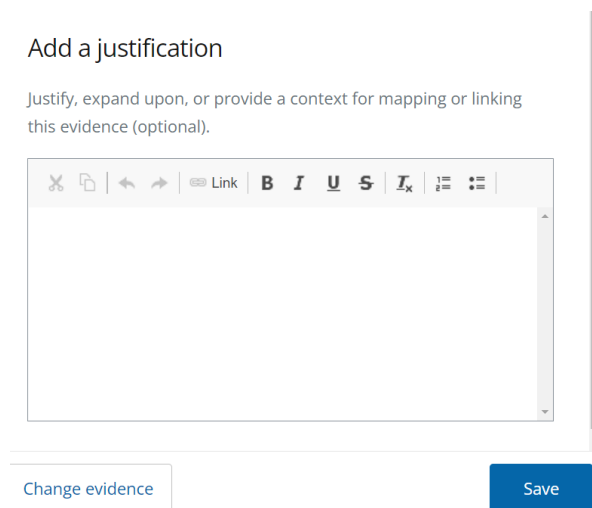 Add a justification
Justify, expand upon, or provide a context for mapping or linking
this evidence (optional).
Link B I U S Tx
Change evidence
Save